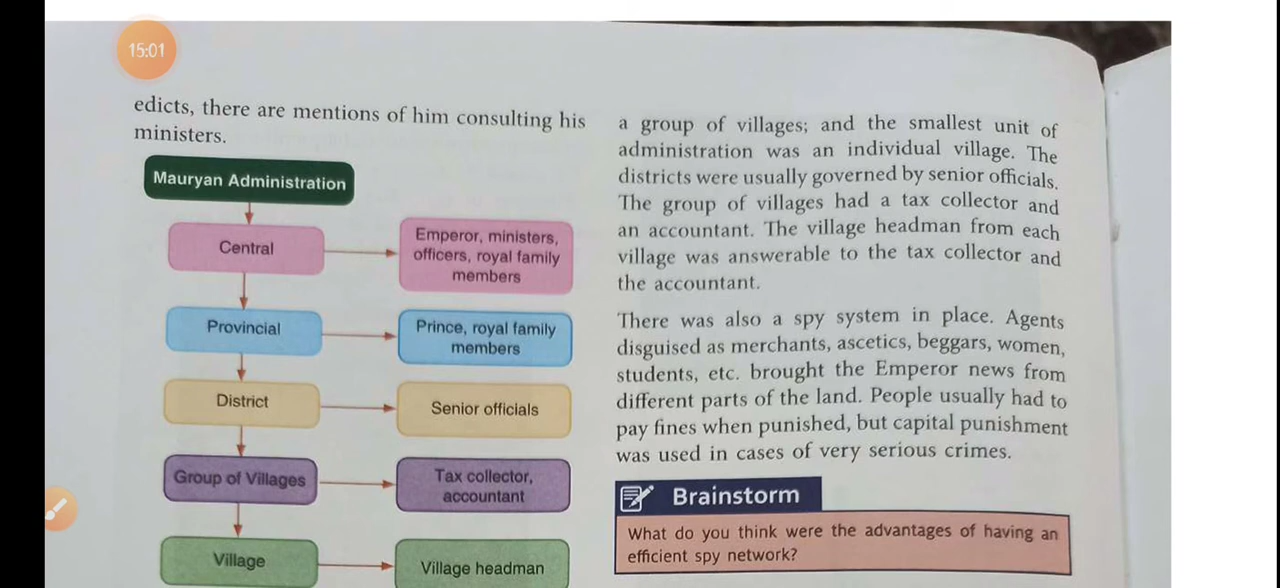 15:01
edicts, there are mentions of him consulting his
ministers.
Mauryan Administration
Central
Emperor, ministers,
officers, royal family
members
Provincial
Prince, royal family
members
District
Senior officials
Group of Villages
Tax collector,
accountant
Village
Village headman
a group of villages; and the smallest unit of
administration was an individual village. The
districts were usually governed by senior officials.
The group of villages had a tax collector and
an accountant. The village headman from each
village was answerable to the tax collector and
the accountant.
There was also a spy system in place. Agents
disguised as merchants, ascetics, beggars, women,
students, etc. brought the Emperor news from
different parts of the land. People usually had to
pay fines when punished, but capital punishment
was used in cases of very serious crimes.
Brainstorm
What do you think were the advantages of having an
efficient spy network?